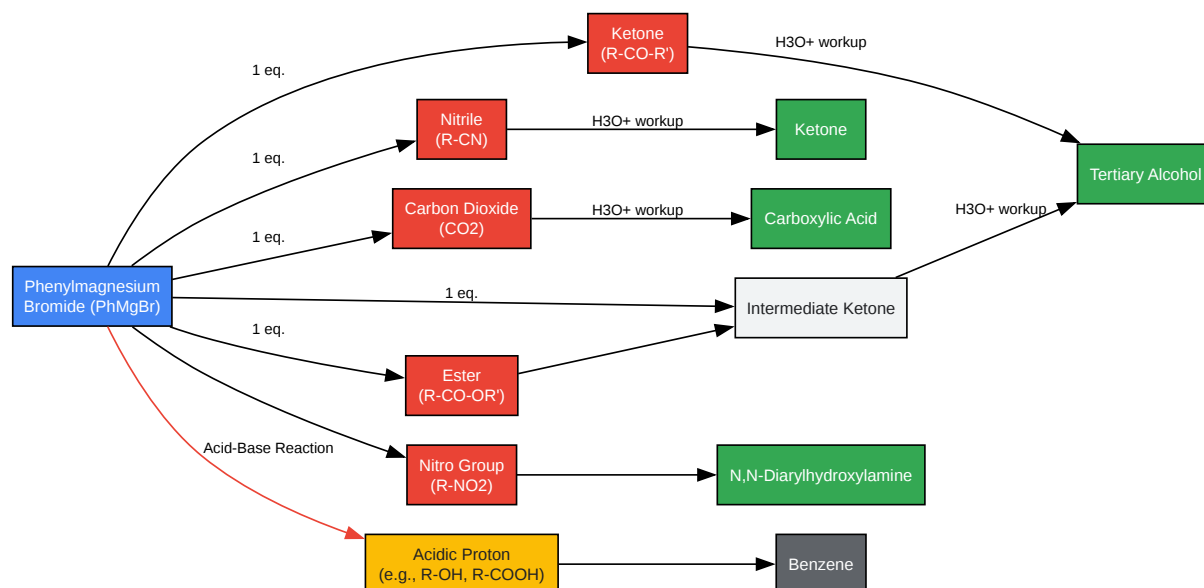 Ketone
(R-CO-R')
H3O+ workup
1 eq.
Nitrile
(R-CN)
H3O+ workup
Ketone
1 eq.
Tertiary Alcohol
Carbon Dioxide
(CO2)
H3O+ workup
Carboxylic Acid
H3O+ workup
1 eq.
Phenylmagnesium
Bromide (PhMgBr)
1 eq.
Intermediate Ketone
1 eq.
Ester
(R-CO-OR')
Acid-Base Reaction
Nitro Group
(R-NO2)
N,N-Diarylhydroxylamine
Acidic Proton
(e.g., R-OH, R-COOH)
Benzene